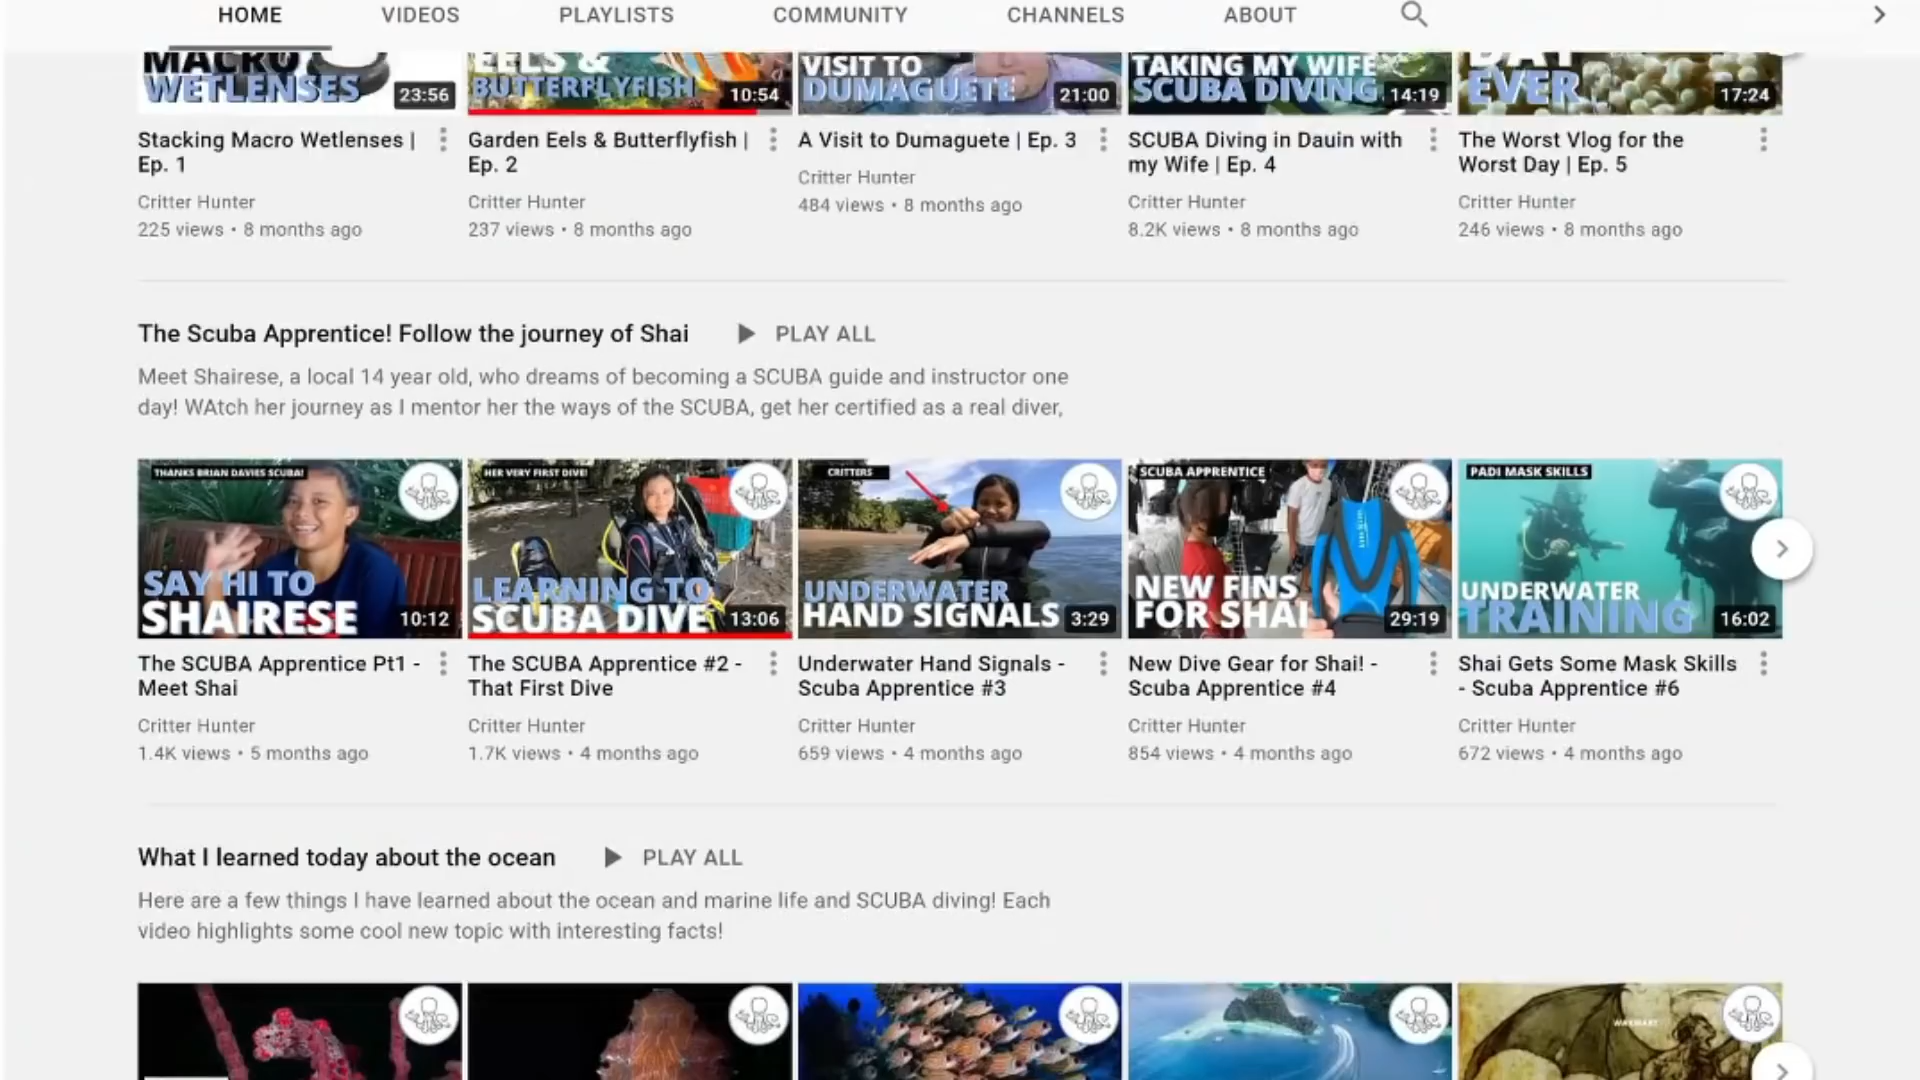 HOME VIDEOS PLAYLISTS COMMUNITY CHANNELS ABOUT
MACRO
WETLENSES
23:56
EELS &
BUTTERFLYFISH
10:54
VISIT TO
DUMAGUETE
21:00
TAKING MY WIFE
SCUBA DIVING
14:19
DAY
EVER
17:24
Stacking Macro Wetlenses |
Ep. 1
Critter Hunter
225 views • 8 months ago
Garden Eels & Butterflyfish |
Ep. 2
Critter Hunter
237 views • 8 months ago
A Visit to Dumaguete | Ep. 3
Critter Hunter
484 views • 8 months ago
SCUBA Diving in Dauin with
my Wife | Ep. 4
Critter Hunter
8.2K views • 8 months ago
The Worst Vlog for the
Worst Day | Ep. 5
Critter Hunter
246 views • 8 months ago
The Scuba Apprentice! Follow the journey of Shai
PLAY ALL
Meet Shairese, a local 14 year old, who dreams of becoming a SCUBA guide and instructor one
day! WAtch her journey as I mentor her the ways of the SCUBA, get her certified as a real diver,
THANKS BRIAN DAVIES SCUBA!
SAY HI TO
SHAIRESE
10:12
HER VERY FIRST DIVE!
LEARNING TO
SCUBA DIVE
13:06
CRITTERS
UNDERWATER
HAND SIGNALS
3:29
SCUBA APPRENTICE
NEW FINS
FOR SHAI
29:19
PADI MASK SKILLS
UNDERWATER
TRAINING
16:02
The SCUBA Apprentice Pt1 -
Meet Shai
Critter Hunter
1.4K views • 5 months ago
The SCUBA Apprentice #2 -
That First Dive
Critter Hunter
1.7K views • 4 months ago
Underwater Hand Signals -
Scuba Apprentice #3
Critter Hunter
659 views • 4 months ago
New Dive Gear for Shai! -
Scuba Apprentice #4
Critter Hunter
854 views • 4 months ago
Shai Gets Some Mask Skills
- Scuba Apprentice #6
Critter Hunter
672 views • 4 months ago
What I learned today about the ocean
PLAY ALL
Here are a few things I have learned about the ocean and marine life and SCUBA diving! Each
video highlights some cool new topic with interesting facts!